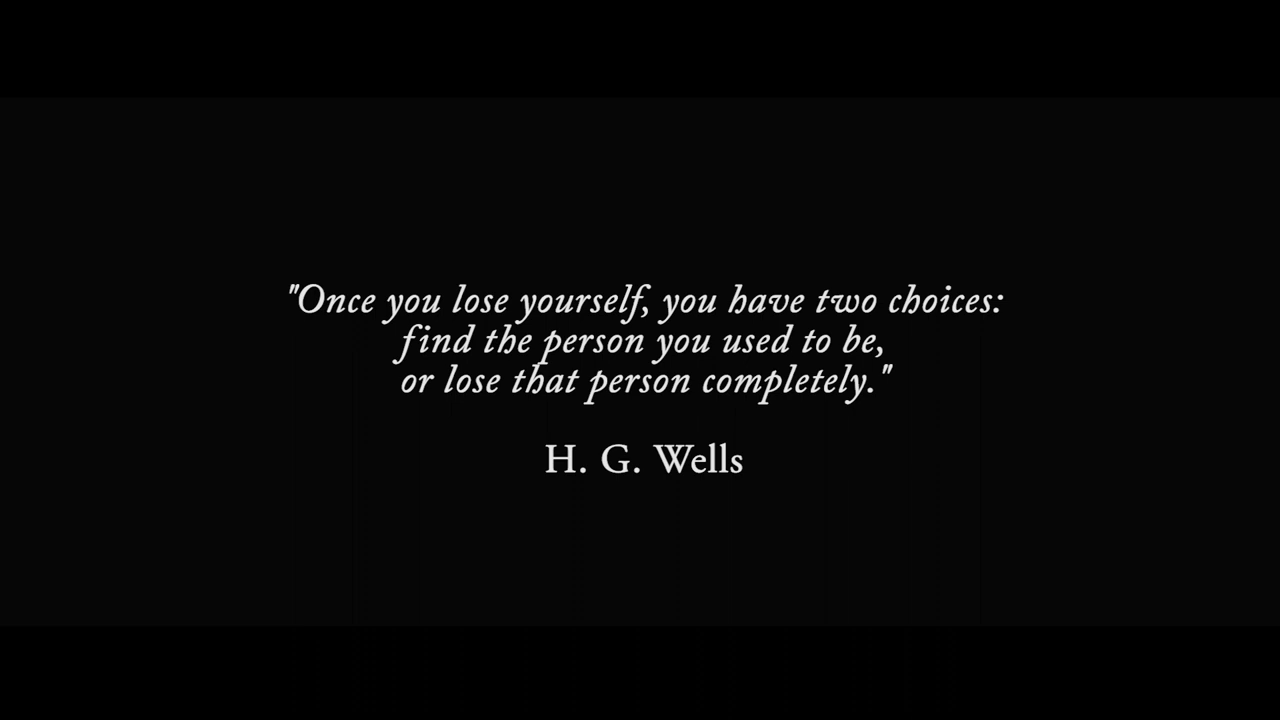 "Once you lose yourself, you have two choices:
find the person you used to be,
or lose that person completely."
H. G. Wells